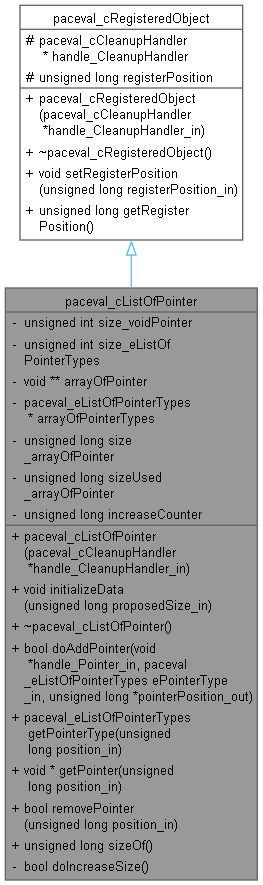 paceval_cRegisteredObject
# paceval_cCleanupHandler
* handle_CleanupHandler
# unsigned long registerPosition
+ paceval_cRegisteredObject
(paceval_cCleanupHandler
*handle_CleanupHandler_in)
+ ~paceval_cRegisteredObject()
+ void setRegisterPosition
(unsigned long registerPosition_in)
+ unsigned long getRegister
Position()
paceval_cListOfPointer
- unsigned int size_voidPointer
- unsigned int size_eListOf
PointerTypes
- void ** arrayOfPointer
- paceval_eListOfPointerTypes
* arrayOfPointerTypes
- unsigned long size
_arrayOfPointer
- unsigned long sizeUsed
_arrayOfPointer
- unsigned long increaseCounter
+ paceval_cListOfPointer
(paceval_cCleanupHandler
*handle_CleanupHandler_in)
+ void initializeData
(unsigned long proposedSize_in)
+ ~paceval_cListOfPointer()
+ bool doAddPointer(void
*handle_Pointer_in, paceval
_eListOfPointerTypes ePointerType
_in, unsigned long *pointerPosition_out)
+ paceval_eListOfPointerTypes
getPointerType(unsigned
long position_in)
+ void * getPointer(unsigned
long position_in)
+ bool removePointer
(unsigned long position_in)
+ unsigned long sizeOf()
- bool doIncreaseSize()